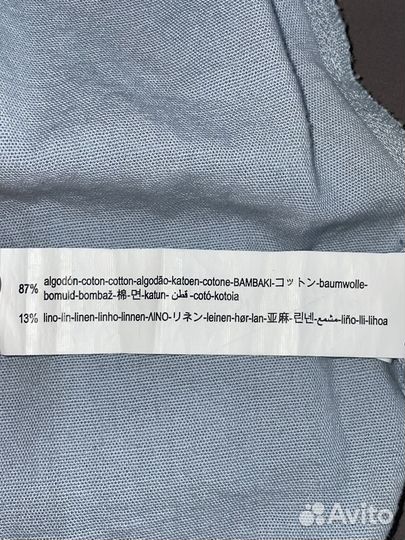 87% algodón-coton-cotton-algodão-katoen-cotone-BAMBAKI-コットン-baumwolle-
bomuid-bombaž-棉-면-katun- قطن -cotó-kotoia
13% lino-lin-linen-linho-linnen-ΛΙΝΟ-リネン-leinen-hør-lan-亚麻-린넨-مشمع-liño-lli-lihoa
Avito